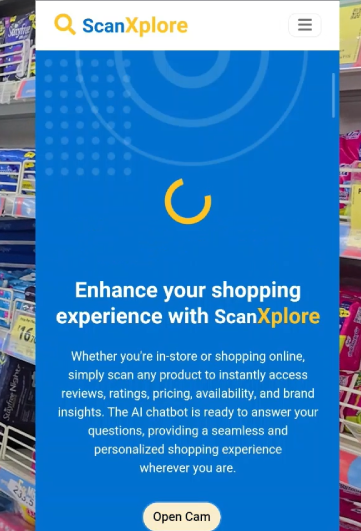 ScanXplore
Enhance your shopping
experience with ScanXplore
Whether you're in-store or shopping online,
simply scan any product to instantly access
reviews, ratings, pricing, availability, and brand
insights. The AI chatbot is ready to answer your
questions, providing a seamless and
personalized shopping experience
wherever you are.
Open Cam